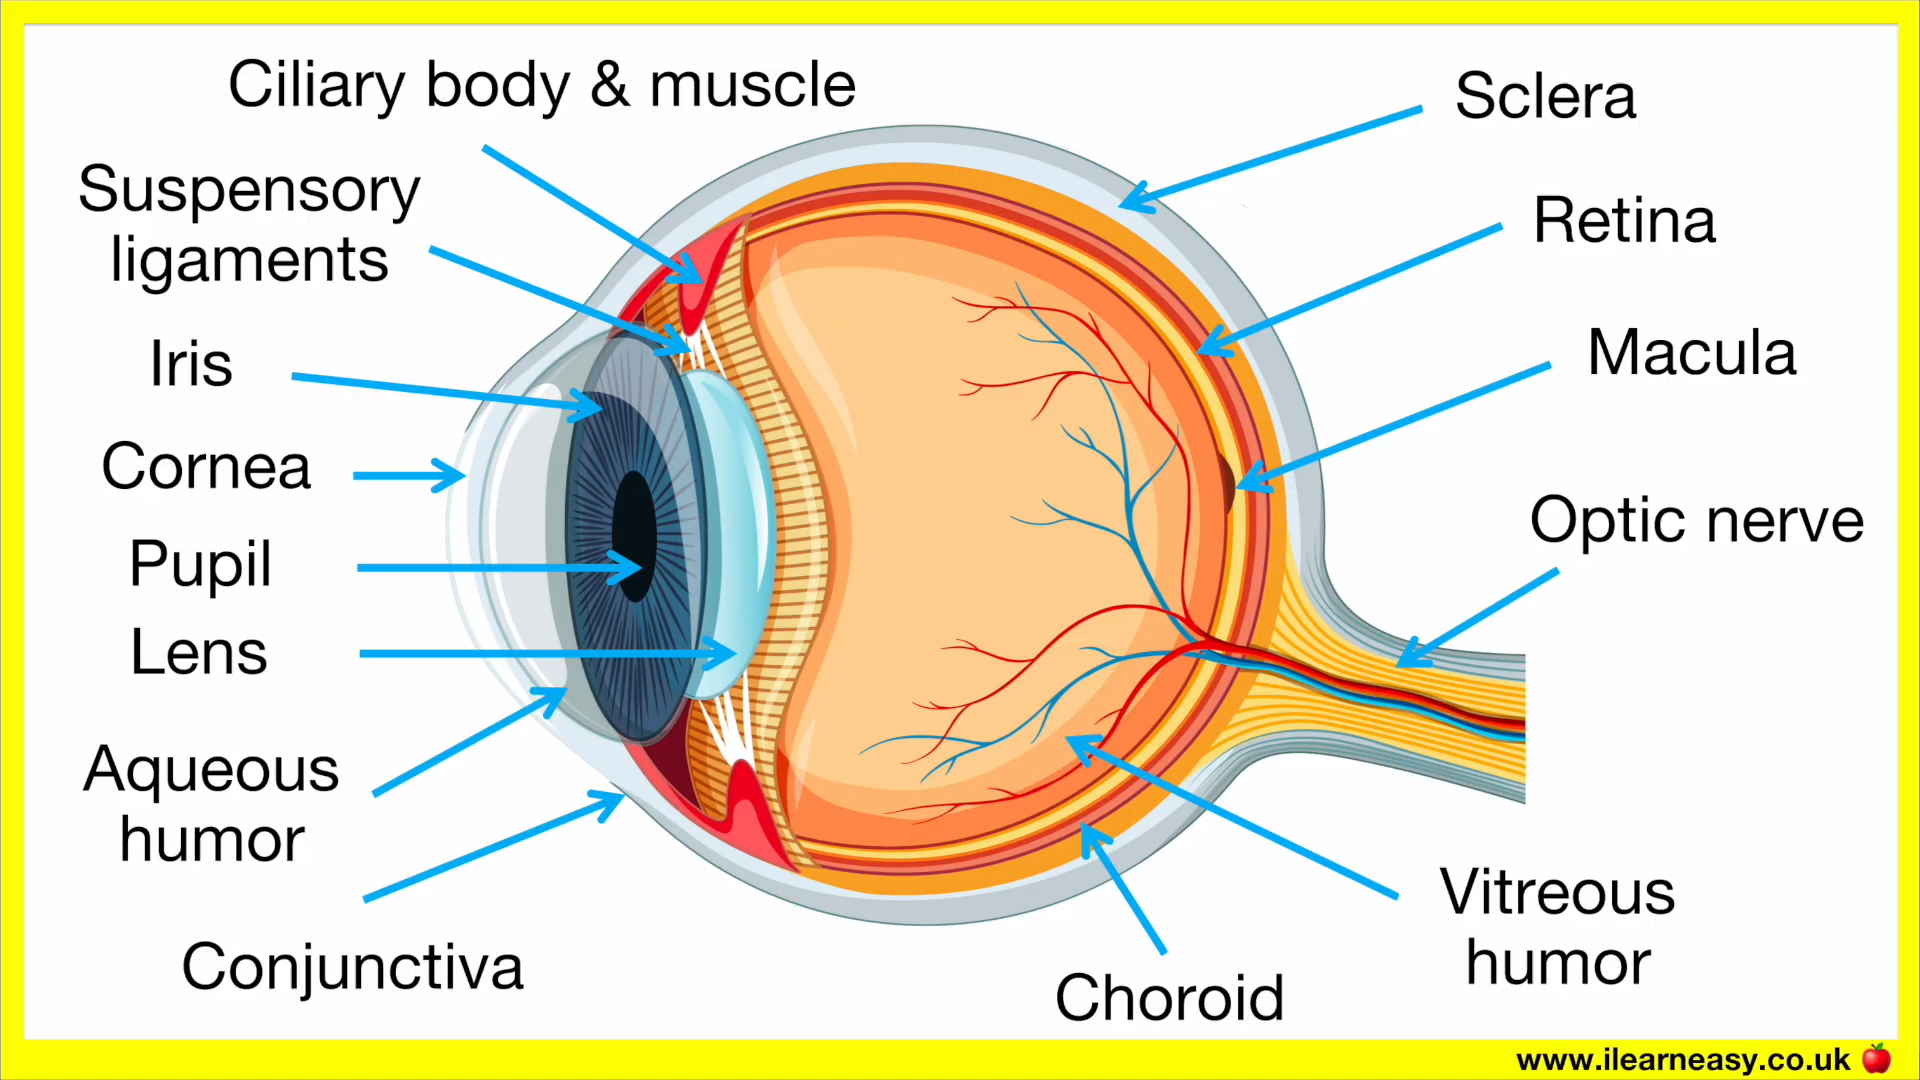 Ciliary body & muscle
Suspensory
ligaments
Iris
Cornea
Pupil
Lens
Aqueous
humor
Conjunctiva
Sclera
Retina
Macula
Optic nerve
Vitreous
humor
Choroid
www.ilearneasy.co.uk